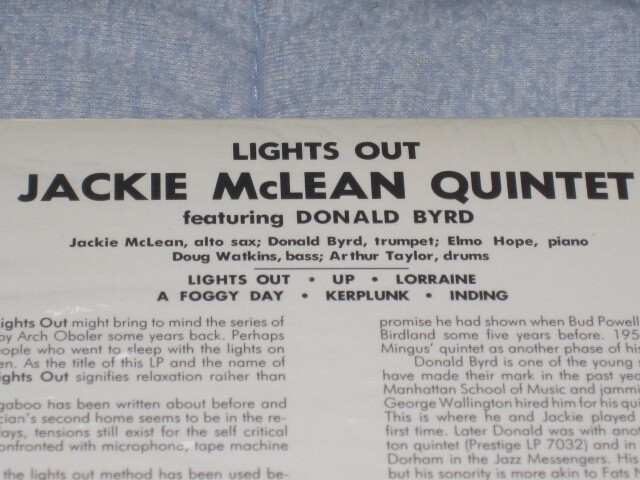 LIGHTS OUT
JACKIE McLEAN QUINTET
featuring DONALD BYRD
Jackie McLean, alto sax; Donald Byrd, trumpet; Elmo Hope, piano
Doug Watkins, bass; Arthur Taylor, drums
LIGHTS OUT • UP • LORRAINE
A FOGGY DAY • KERPLUNK • INDING
ights Out might bring to mind the series of
by Arch Oboler some years back. Perhaps
eople who went to sleep with the lights on
en. As the title of this LP and the name of
ights Out signifies relaxation rather than
gaboo has been written about before and
cian's second home seems to be in the re-
lays, tensions still exist for the self critical
onfronted with microphone, tape machine
the lights out method has been used be-
promise he had shown when Bud Powell
Birdland some five years before. 195
Mingus' quintet as another phase of his
Donald Byrd is one of the young s
have made their mark in the past yea
Manhattan School of Music and jammi
George Wallington hired him for his qu
This is where he and Jackie played
first time. Later Donald was with anot
ton quintet (Prestige LP 7032) and in
Dorham in the Jazz Messengers. His
but his sonority is more akin to Fats N